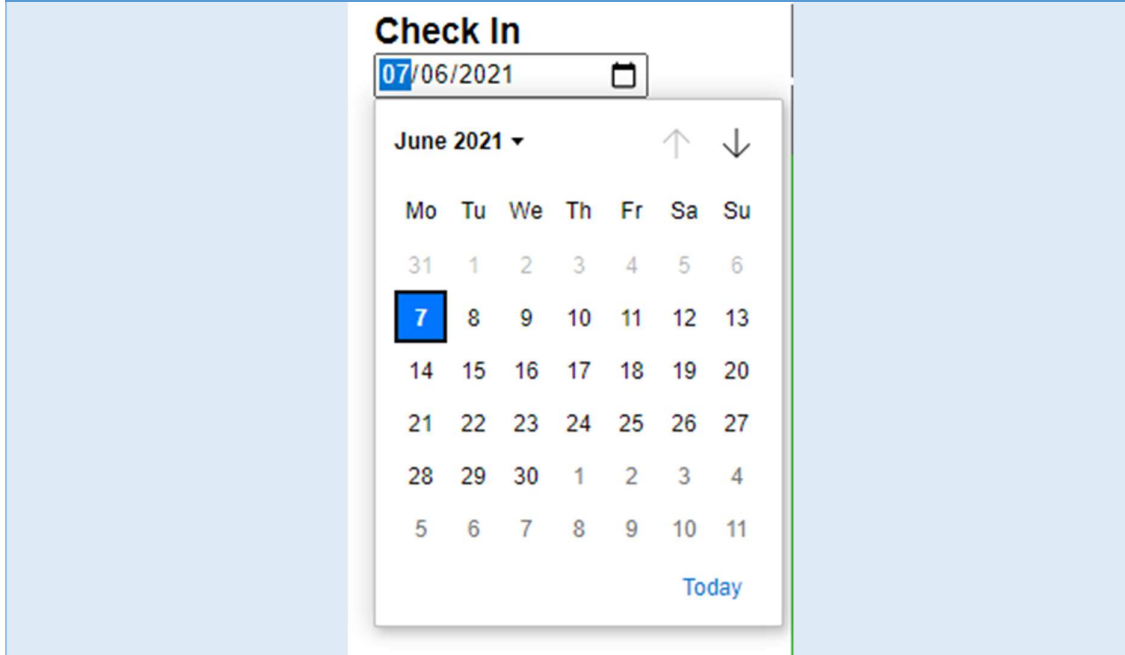 Check In
07/06/2021
June 2021
Mo Tu We Th Fr Sa Su
31 1 2 3 4 5 6
7 8 9 10 11 12 13
14 15 16 17 18 19 20
21 22 23 24 25 26 27
28 29 30 1 2 3 4
5 6 7 8 9 10 11
Today